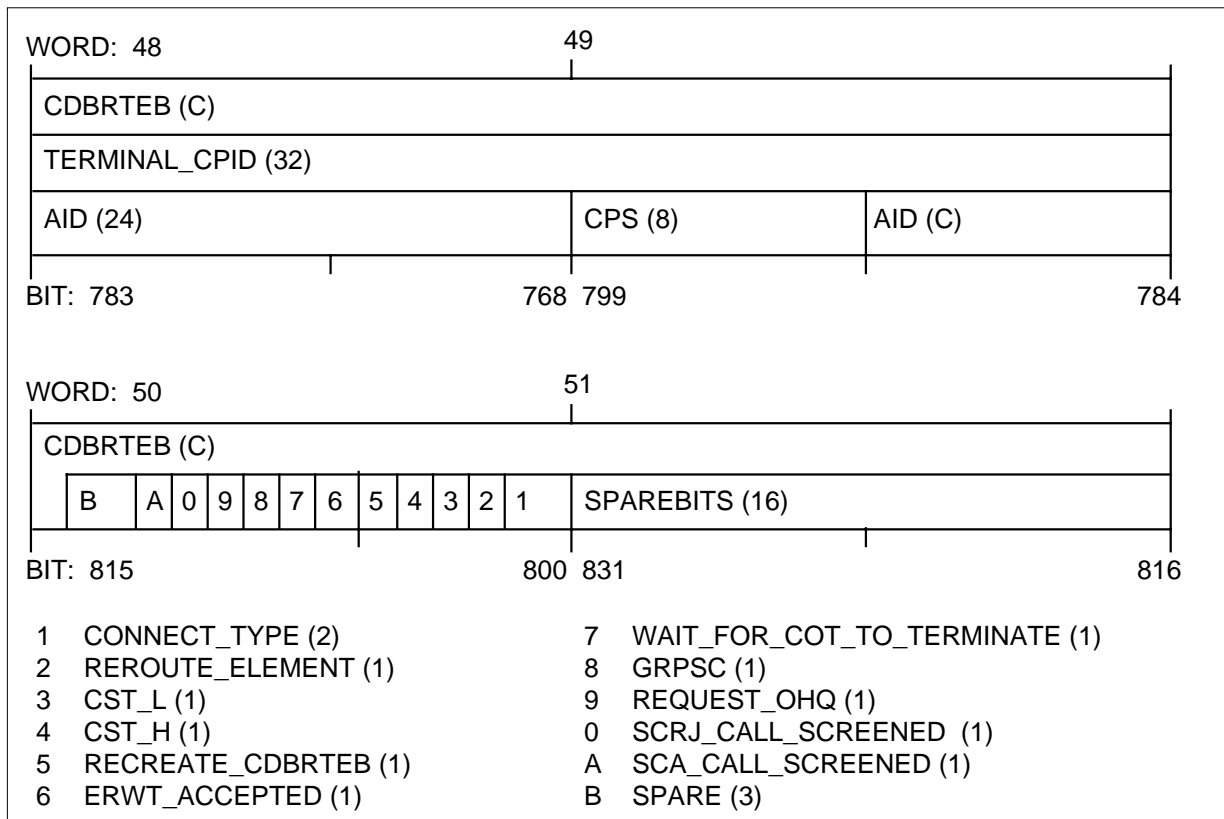 WORD: 48 49
CDBRTEB (C)
TERMINAL_CPID (32)
AID (24) CPS (8) AID (C)
BIT: 783 768 799 784
WORD: 50 51
CDBRTEB (C)
B A 0 9 8 7 6 5 4 3 2 1 SPAREBITS (16)
BIT: 815 800 831 816
1 CONNECT_TYPE (2) 7 WAIT_FOR_COT_TO_TERMINATE (1)
2 REROUTE_ELEMENT (1) 8 GRPSC (1)
3 CST_L (1) 9 REQUEST_OHQ (1)
4 CST_H (1) 0 SCRJ_CALL_SCREENED (1)
5 RECREATE_CDBRTEB (1) A SCA_CALL_SCREENED (1)
6 ERWT_ACCEPTED (1) B SPARE (3)